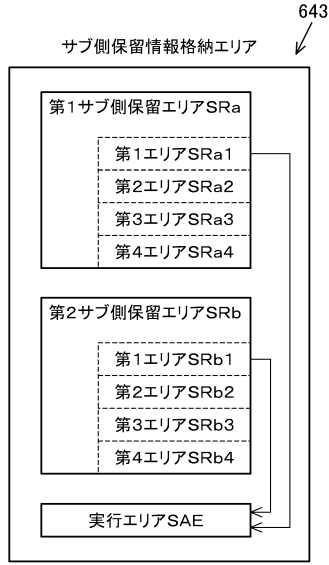 643
サブ側保留情報格納エリア
第１サブ側保留エリアＳＲａ
第１エリアＳＲａ１
第２エリアＳＲａ２
第３エリアＳＲａ３
第４エリアＳＲａ４
第２サブ側保留エリアＳＲｂ
第１エリアＳＲｂ１
第２エリアＳＲｂ２
第３エリアＳＲｂ３
第４エリアＳＲｂ４
実行エリアＳＡＥ